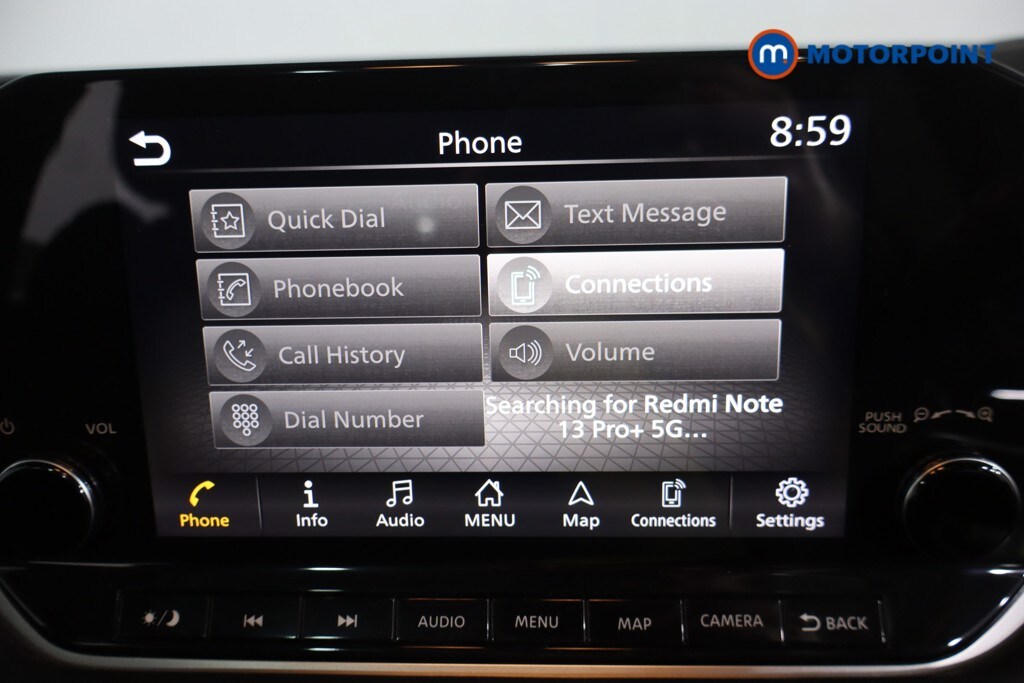 m MOTORPOINT
Phone
8:59
Quick Dial
Text Message
Phonebook
Connections
Call History
Volume
Dial Number
Searching for Redmi Note
13 Pro+ 5G...
VOL
PUSH
SOUND
Phone
Info
Audio
MENU
Map
Connections
Settings
AUDIO
MENU
MAP
CAMERA
BACK